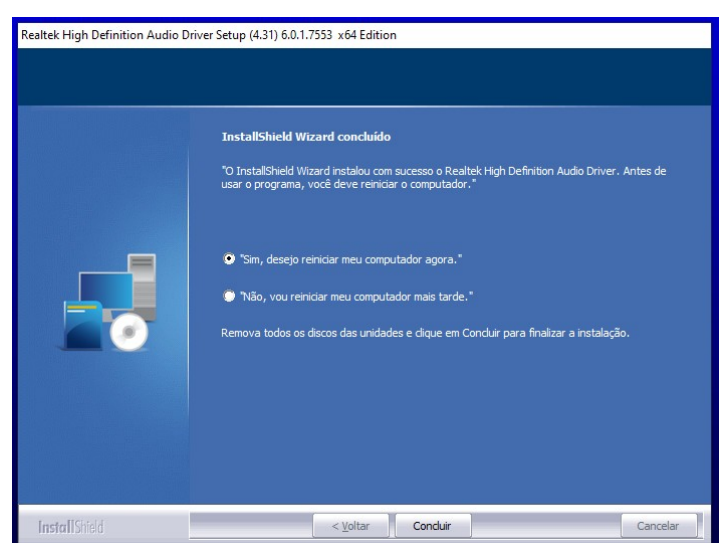 Realtek High Definition Audio Driver Setup (4.31) 6.0.1.7553 x64 Edition
InstallShield Wizard concluído
"O InstallShield Wizard instalou com sucesso o Realtek High Definition Audio Driver. Antes de
usar o programa, você deve reiniciar o computador."
"Sim, desejo reiniciar meu computador agora."
"Não, vou reiniciar meu computador mais tarde."
Remova todos os discos das unidades e clique em Concluir para finalizar a instalação.
InstallShield
< Voltar
Concluir
Cancelar